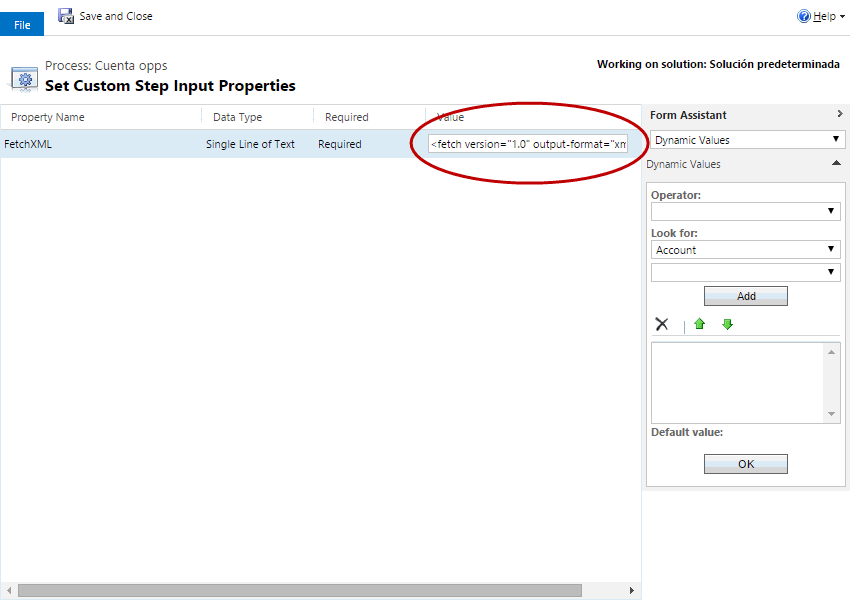 File
Save and Close
Help
Process: Cuenta opps
Set Custom Step Input Properties
Working on solution: Solución predeterminada
Property Name Data Type Required Value
FetchXML Single Line of Text Required <fetch version="1.0" output-format="xm
Form Assistant
Dynamic Values
Dynamic Values
Operator:
Look for:
Account
Add
Default value:
OK